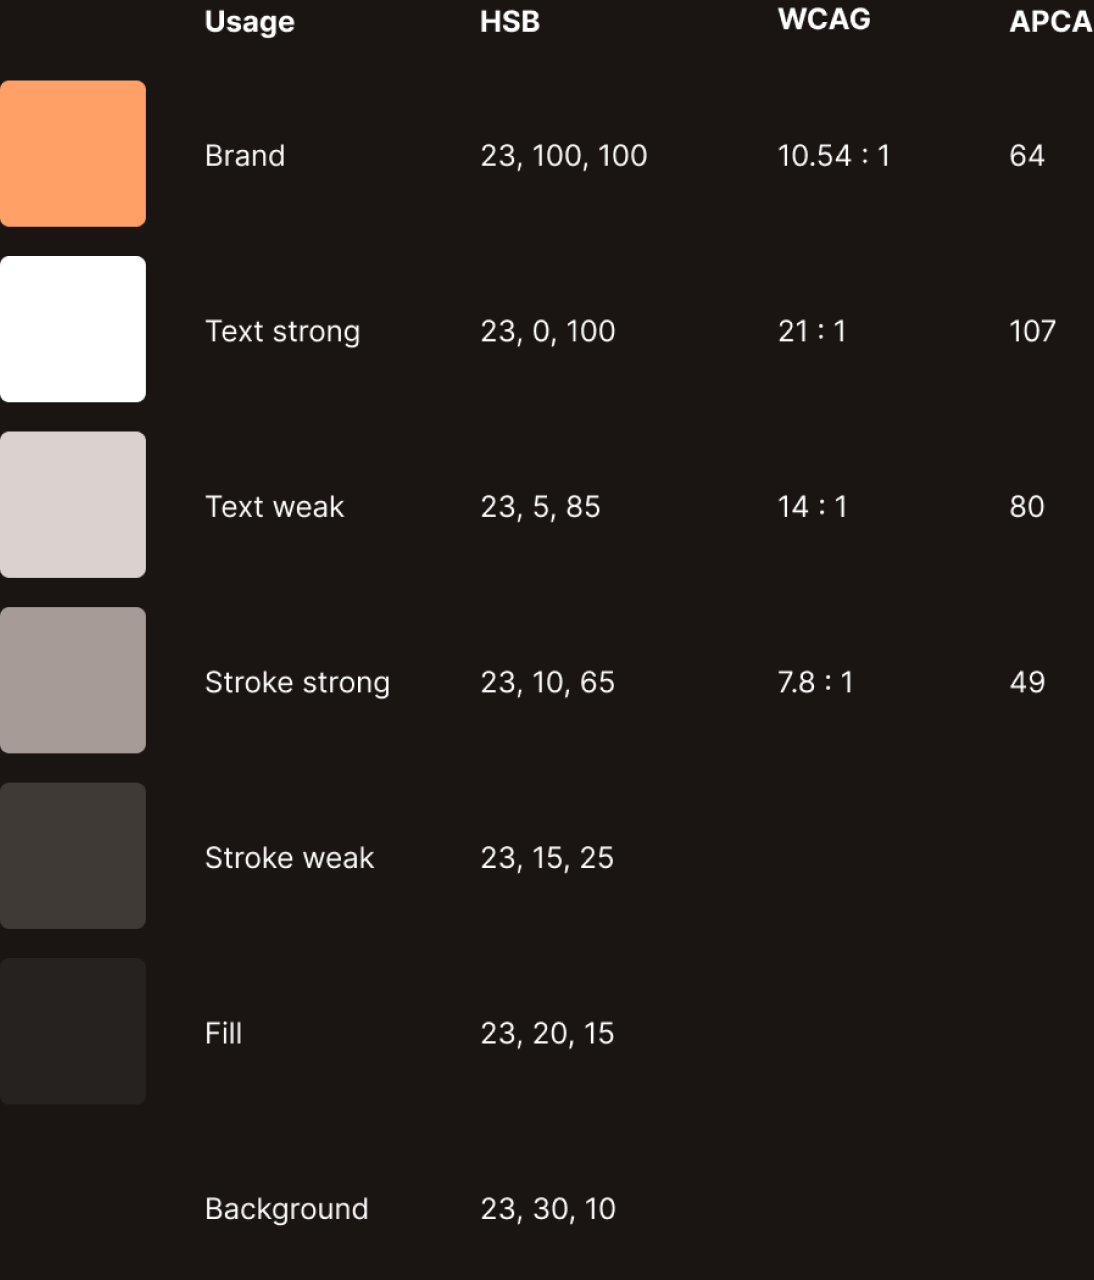 Usage HSB WCAG APCA
Brand 23, 100, 100 10.54 : 1 64
Text strong 23, 0, 100 21 : 1 107
Text weak 23, 5, 85 14 : 1 80
Stroke strong 23, 10, 65 7.8 : 1 49
Stroke weak 23, 15, 25
Fill 23, 20, 15
Background 23, 30, 10